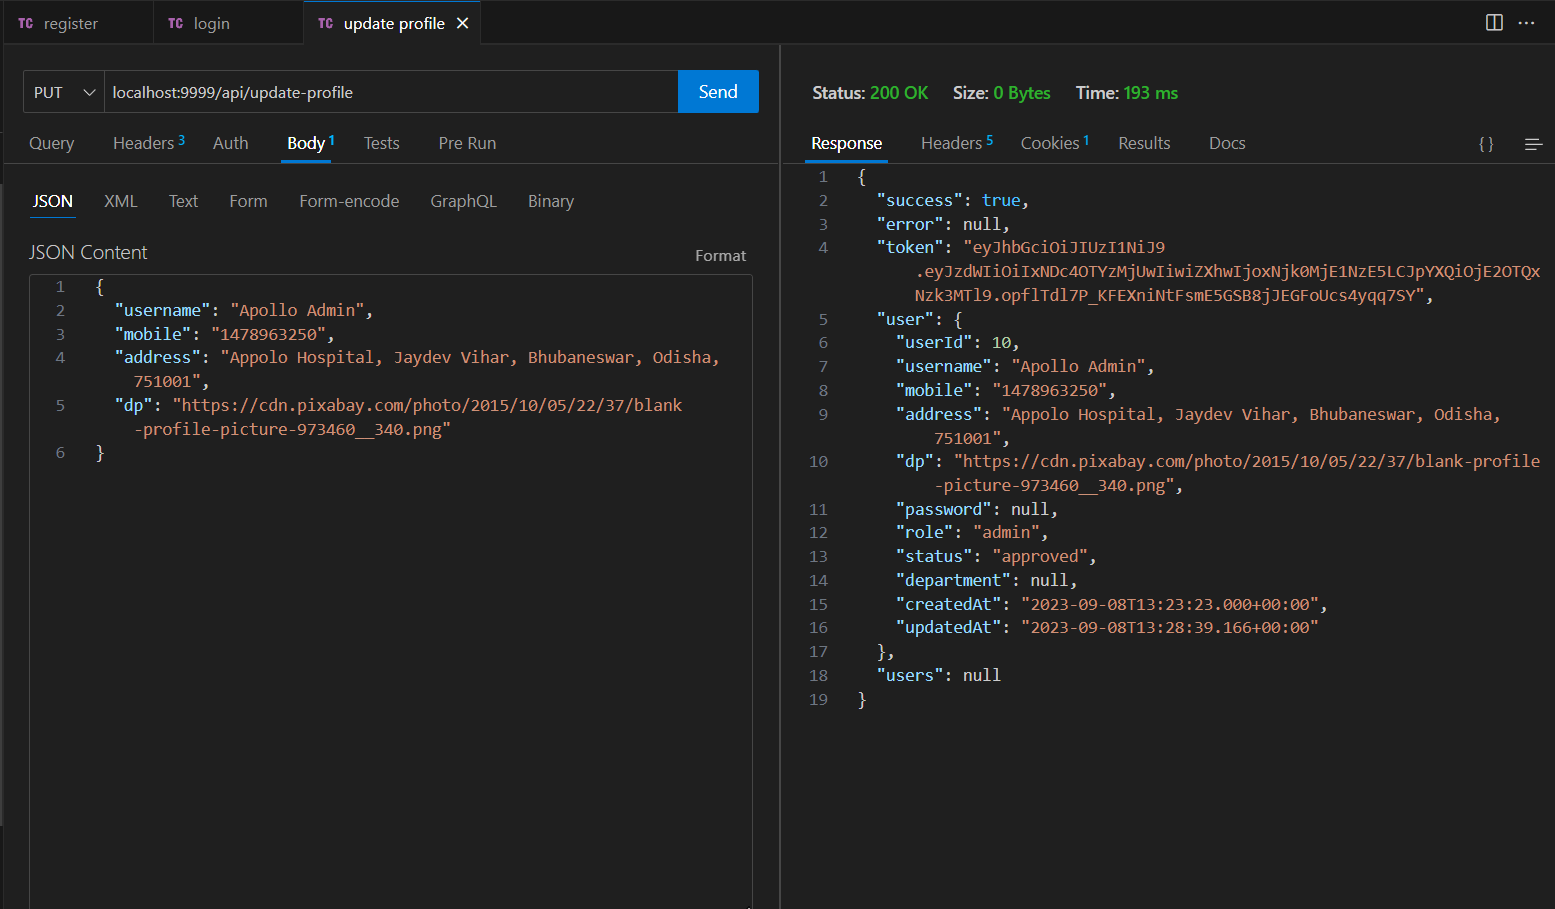 TC register TC login TC update profile
PUT localhost:9999/api/update-profile Send
Query Headers 3 Auth Body 1 Tests Pre Run
JSON XML Text Form Form-encode GraphQL Binary
JSON Content Format
1 {
2 "username": "Apollo Admin",
3 "mobile": "1478963250",
4 "address": "Appolo Hospital, Jaydev Vihar, Bhubaneswar, Odisha,
751001",
5 "dp": "https://cdn.pixabay.com/photo/2015/10/05/22/37/blank
-profile-picture-973460__340.png"
6 }
Status: 200 OK Size: 0 Bytes Time: 193 ms
Response Headers 5 Cookies 1 Results Docs {}
1 {
2 "success": true,
3 "error": null,
4 "token": "eyJhbGciOiJIUzI1NiJ9
.eyJzdWIiOiIxNDc4OTYzMjUwIiwiZXhwIjoxNjk0MjE1NzE5LCJpYXQiOjE2OTQx
Nzk3MTl9.opflTdl7P_KFEXniNtFsmE5GSB8jJEGFoUcs4yqq7SY",
5 "user": {
6 "userId": 10,
7 "username": "Apollo Admin",
8 "mobile": "1478963250",
9 "address": "Appolo Hospital, Jaydev Vihar, Bhubaneswar, Odisha,
751001",
10 "dp": "https://cdn.pixabay.com/photo/2015/10/05/22/37/blank-profile
-picture-973460__340.png",
11 "password": null,
12 "role": "admin",
13 "status": "approved",
14 "department": null,
15 "createdAt": "2023-09-08T13:23:23.000+00:00",
16 "updatedAt": "2023-09-08T13:28:39.166+00:00"
17 },
18 "users": null
19 }